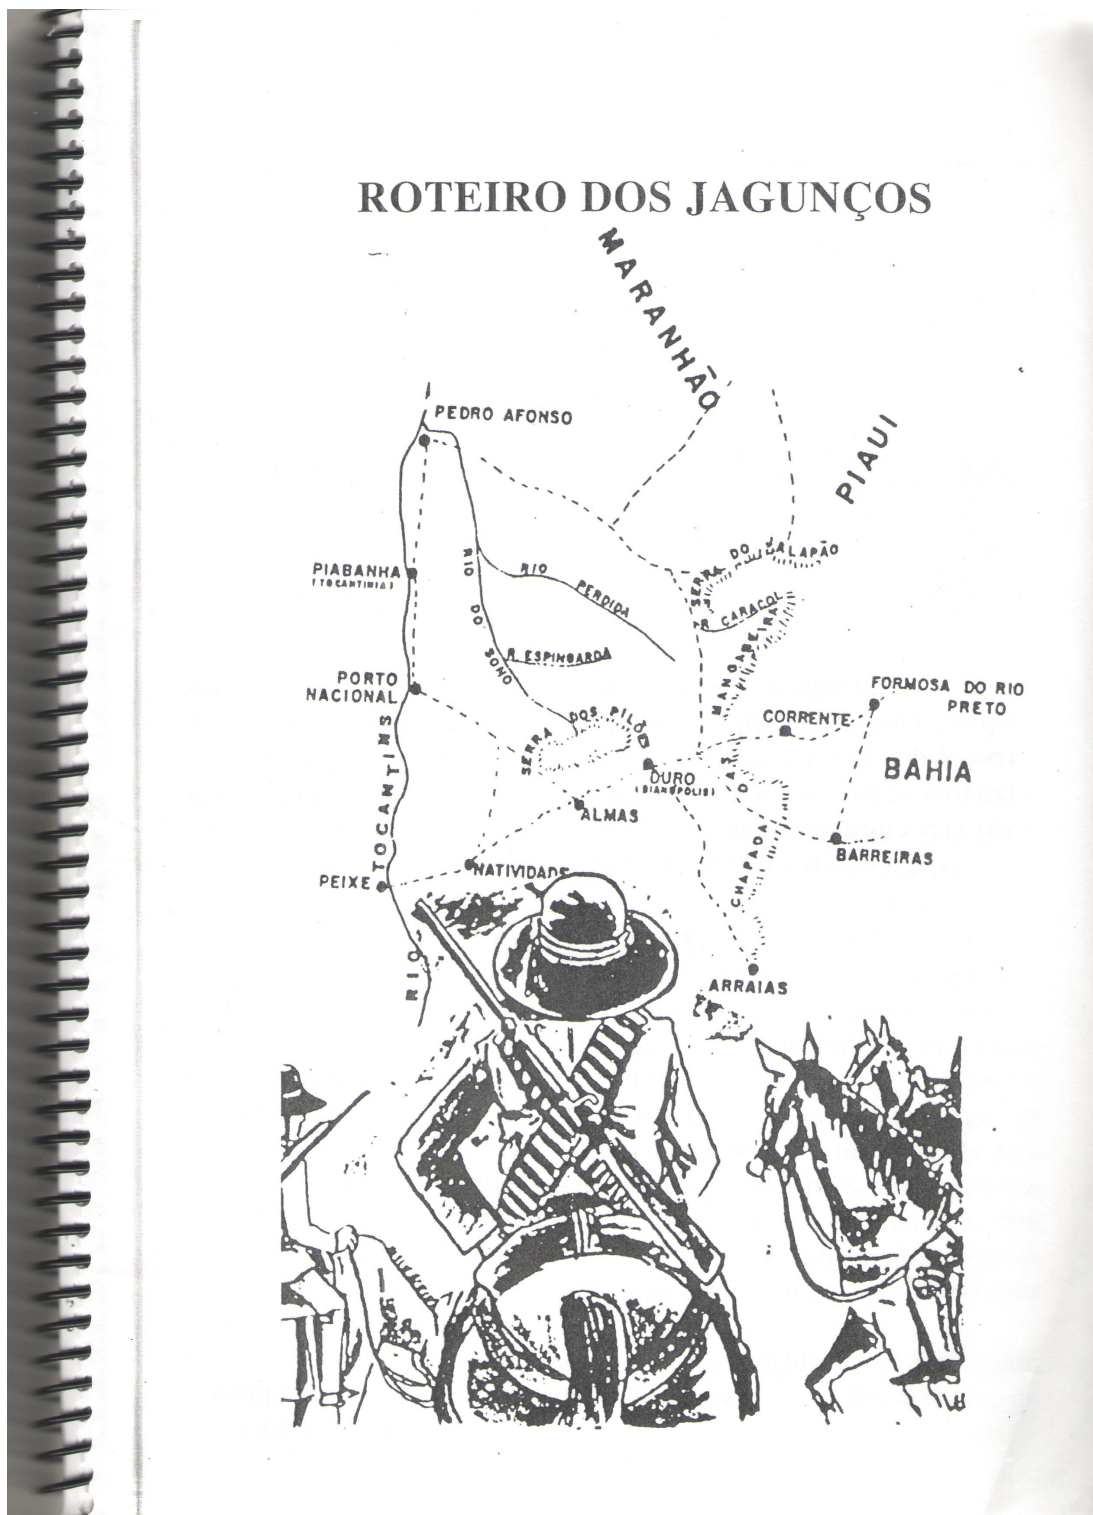 ROTEIRO DOS JAGUNÇOS
MARANHÃO
PEDRO AFONSO
PIAUI
SERRA DO JALAPÃO
PIABANHA
(TOCANTINIA)
RIO DO SONO
RIO PERDIDA
R. CARACOL
R. ESPINGARDA
PORTO
NACIONAL
SERRA DOS PILÕES
CHAPADA DAS MANGABEIRA
FORMOSA DO RIO
PRETO
CORRENTE
BAHIA
DURO
(DIANOPOLIS)
ALMAS
BARREIRAS
NATIVIDADE
PEIXE
RIO TOCANTINS
ARRAIAS